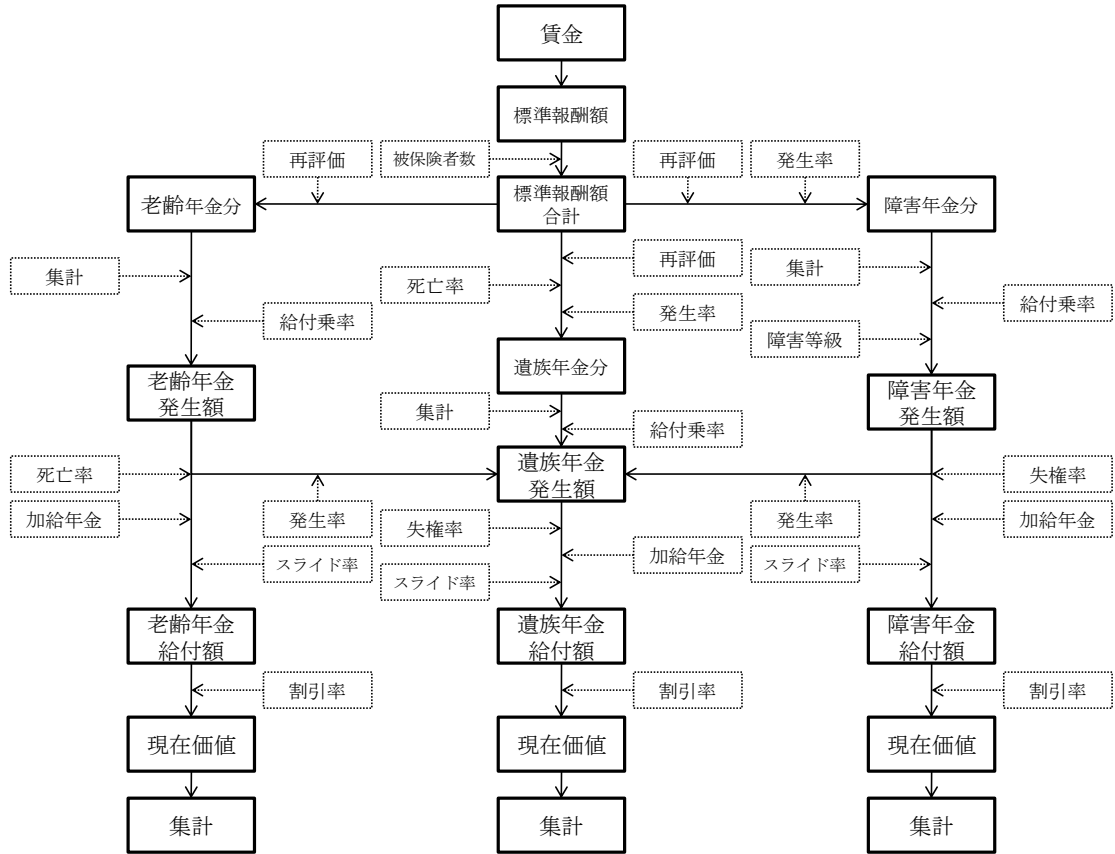 賃金
標準報酬額
再評価
被保険者数
再評価
発生率
老齢年金分
標準報酬額
合計
障害年金分
集計
再評価
集計
死亡率
給付乗率
発生率
給付乗率
障害等級
老齢年金
発生額
遺族年金分
障害年金
発生額
集計
給付乗率
死亡率
遺族年金
発生額
失権率
加給年金
発生率
失権率
発生率
加給年金
スライド率
加給年金
スライド率
スライド率
老齢年金
給付額
遺族年金
給付額
障害年金
給付額
割引率
割引率
割引率
現在価値
現在価値
現在価値
集計
集計
集計